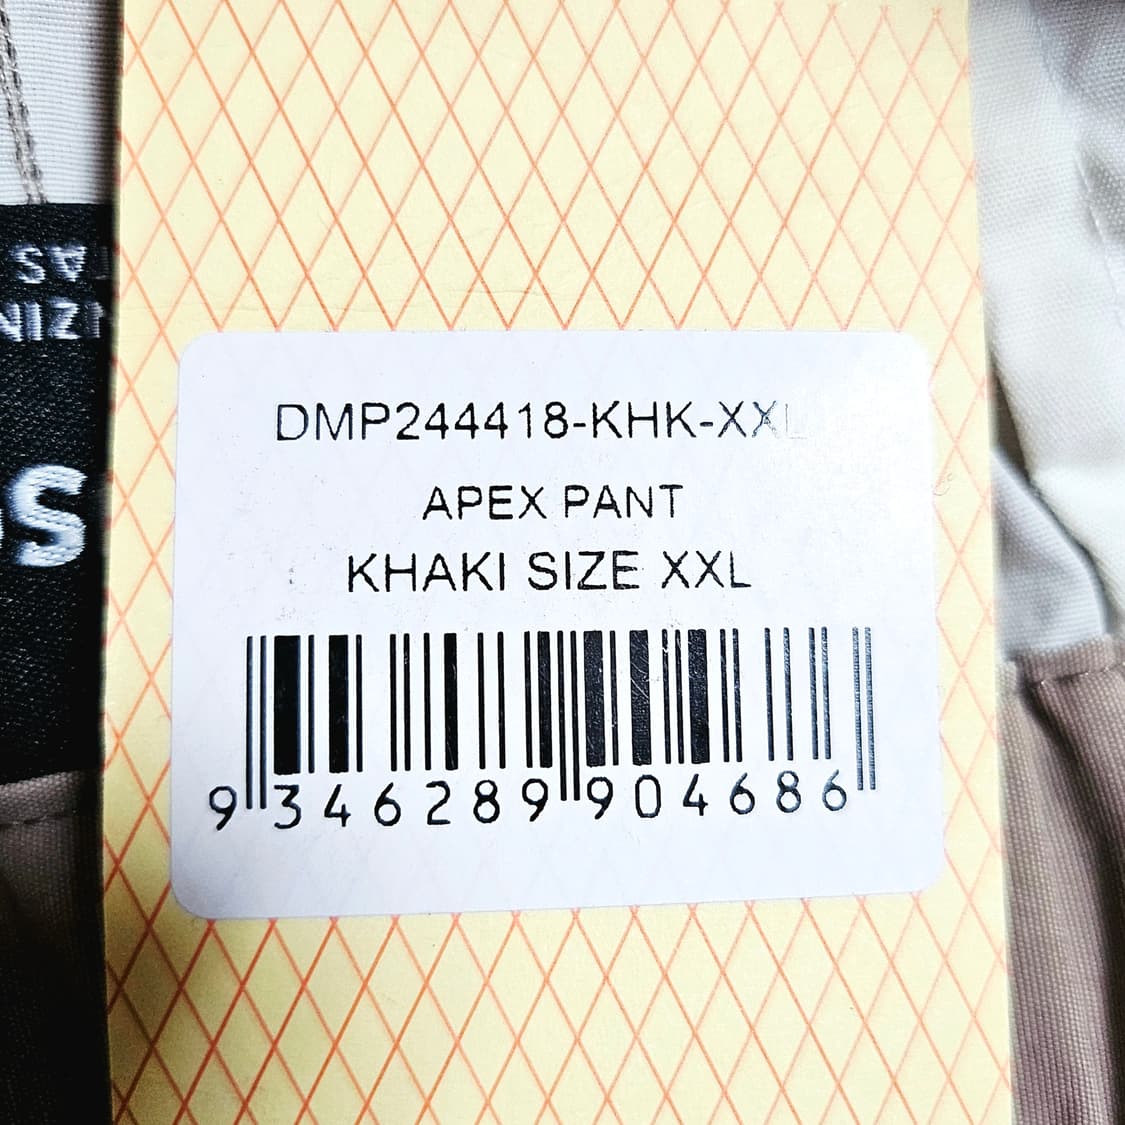 DMP244418-KHK-XXL
APEX PANT
KHAKI SIZE XXL
9 346289 904686